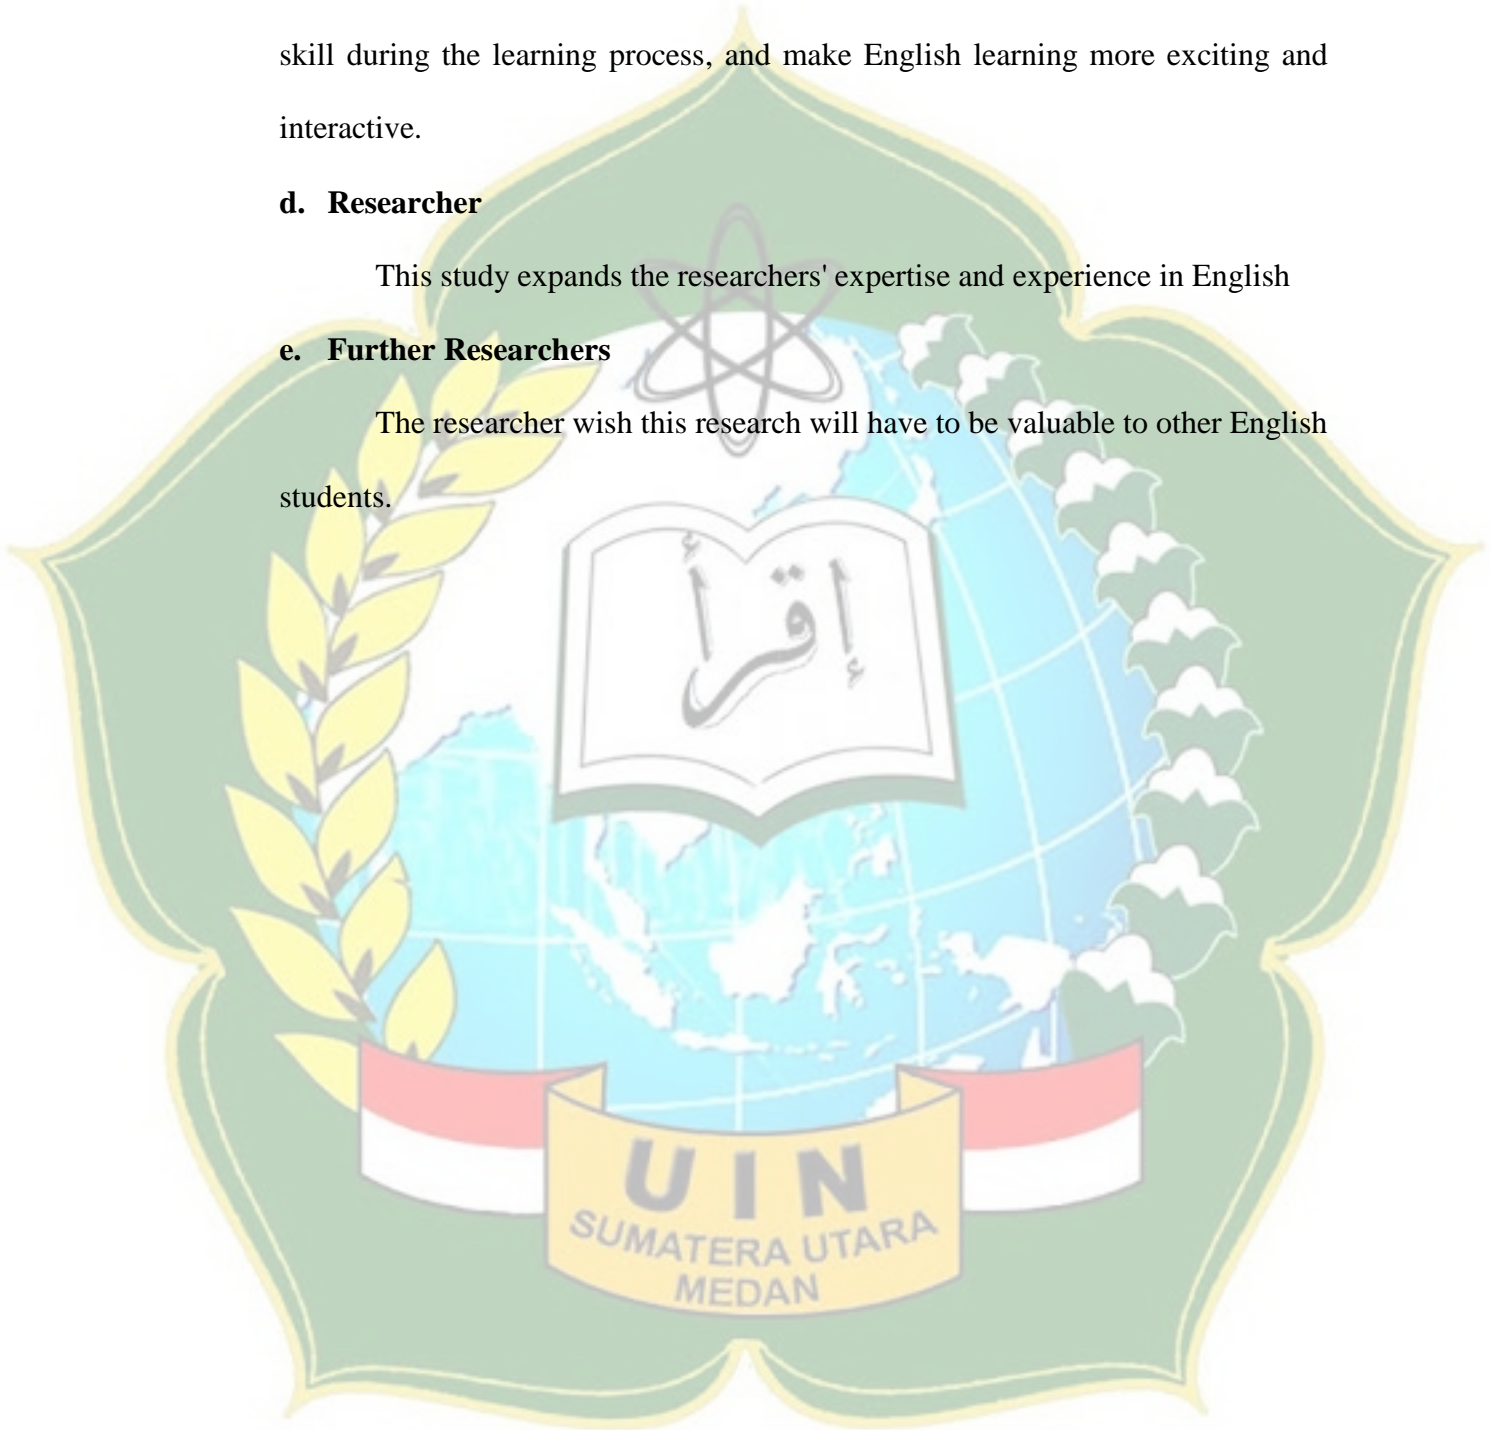 skill during the learning process, and make English learning more exciting and
interactive.
d. Researcher
This study expands the researchers' expertise and experience in English
e. Further Researchers
The researcher wish this research will have to be valuable to other English
students.
إقرأ
UIN
SUMATERA UTARA
MEDAN